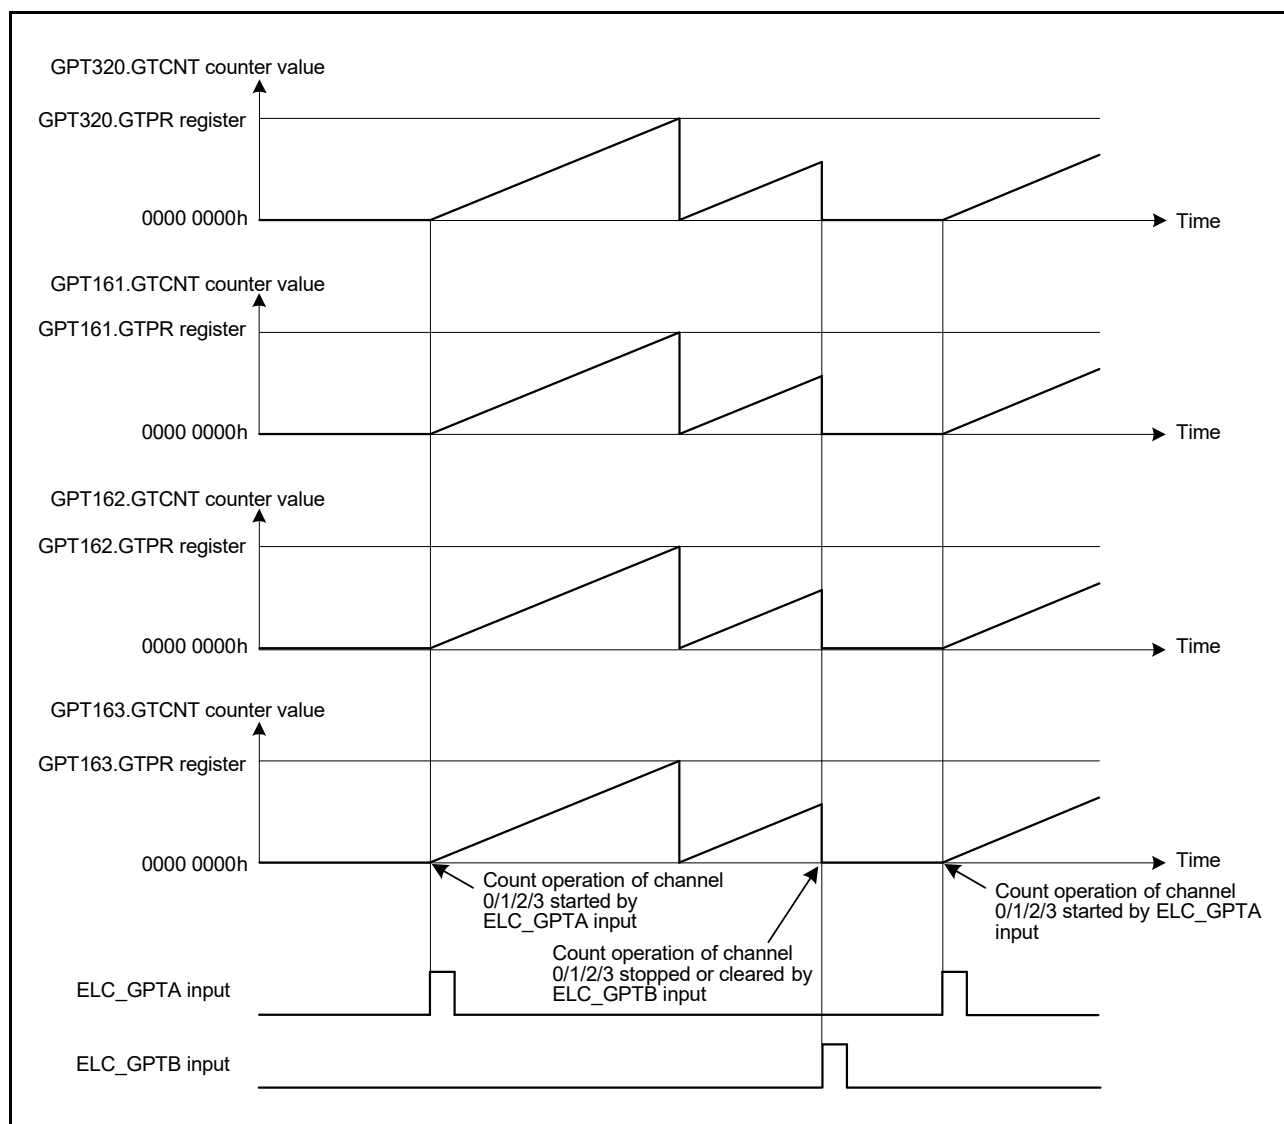 GPT320.GTCNT counter value
GPT320.GTPR register
0000 0000h
Time
GPT161.GTCNT counter value
GPT161.GTPR register
0000 0000h
Time
GPT162.GTCNT counter value
GPT162.GTPR register
0000 0000h
Time
GPT163.GTCNT counter value
GPT163.GTPR register
0000 0000h
Time
Count operation of channel
0/1/2/3 started by
ELC_GPTA input
Count operation of channel
0/1/2/3 stopped or cleared by
ELC_GPTB input
Count operation of channel
0/1/2/3 started by ELC_GPTA
input
ELC_GPTA input
ELC_GPTB input